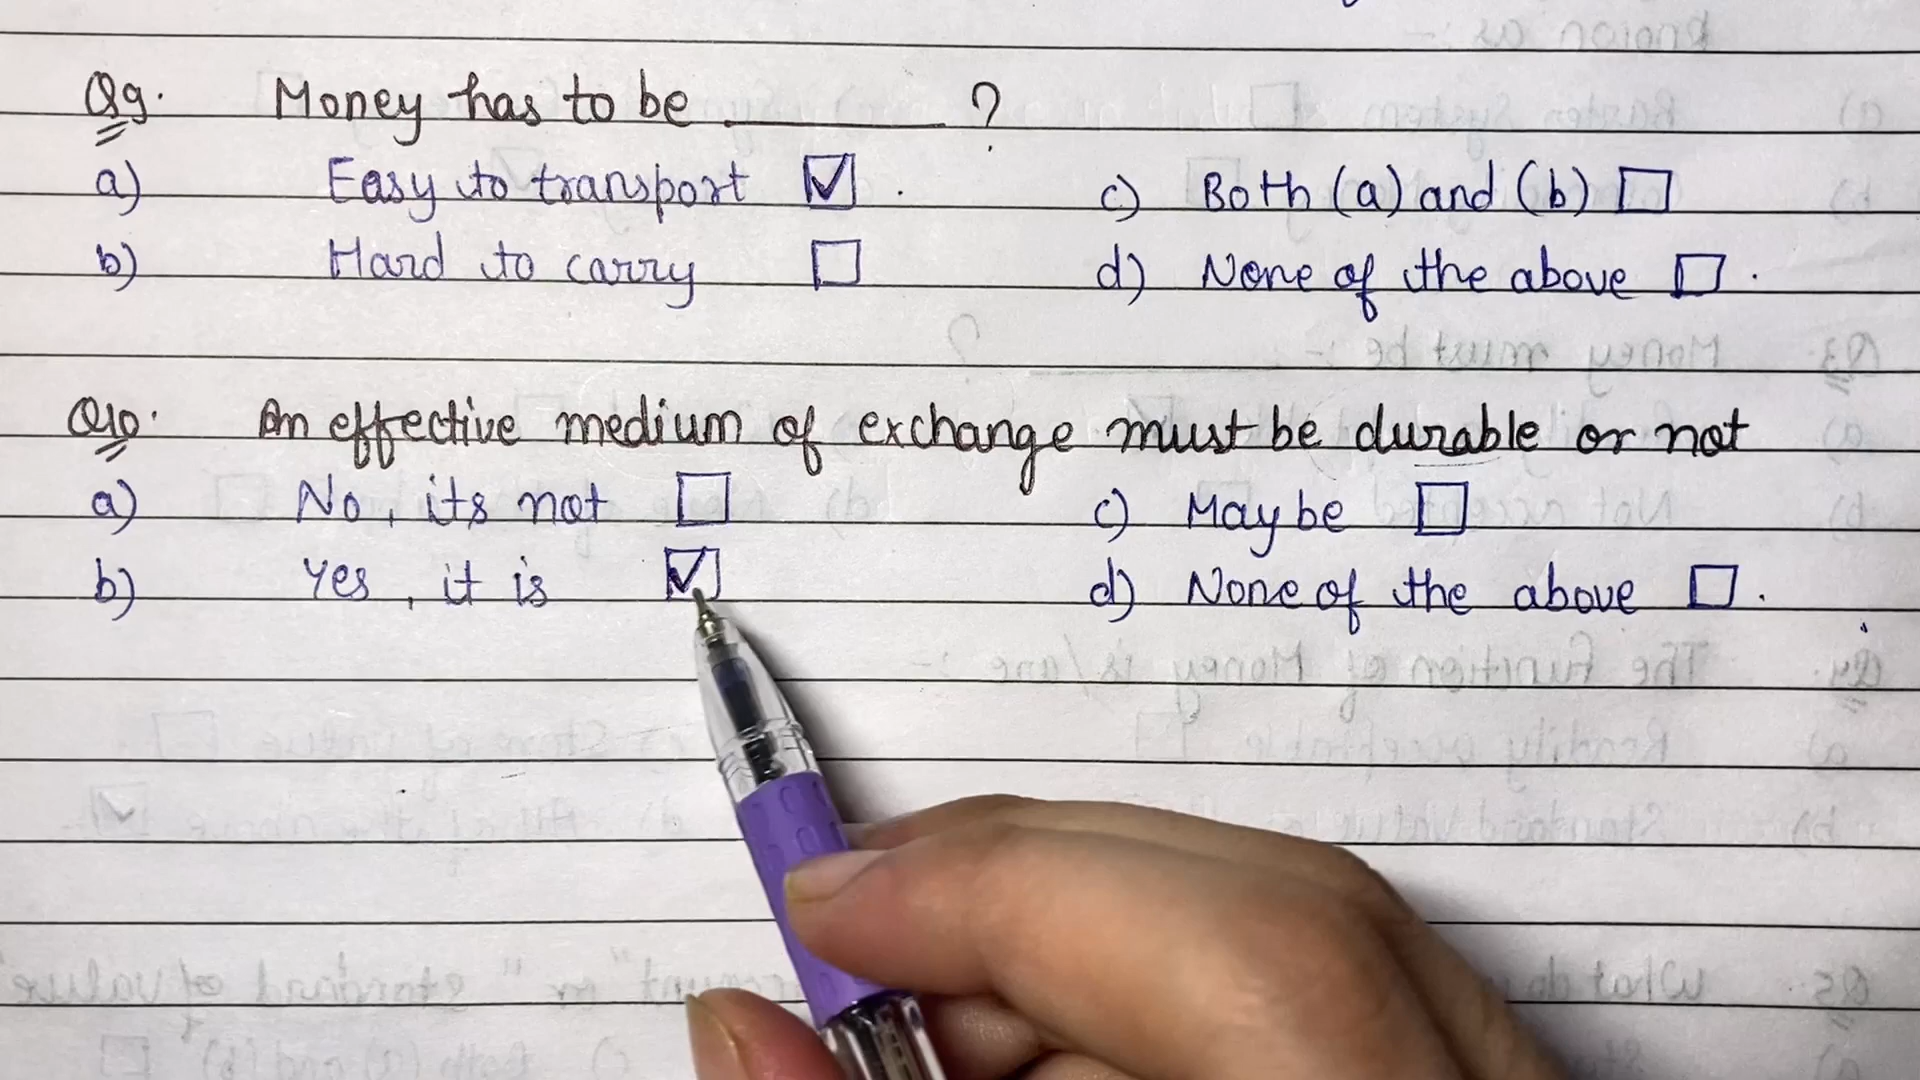 Q9. Money has to be ________ ?
a) Easy to transport ☑ . c) Both (a) and (b) ☐
b) Hard to carry ☐ d) None of the above ☐ .
Q10. An effective medium of exchange must be durable or not
a) No, its not ☐ c) May be ☐
b) Yes, it is ☑ d) None of the above ☐ .